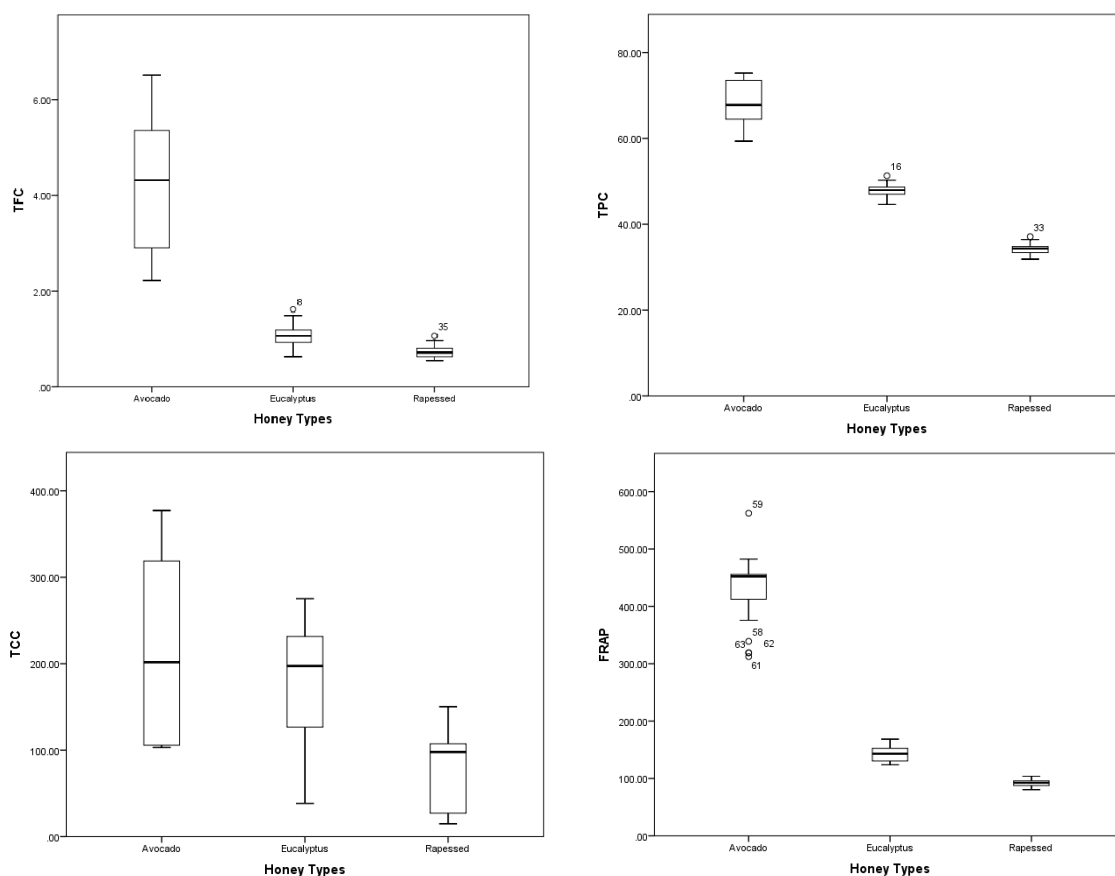 TFC
6.00
4.00
2.00
.00
8
35
Avocado Eucalyptus Rapessed
Honey Types
TPC
80.00
60.00
40.00
20.00
.00
16
33
Avocado Eucalyptus Rapessed
Honey Types
TCC
400.00
300.00
200.00
100.00
.00
Avocado Eucalyptus Rapessed
Honey Types
FRAP
600.00
500.00
400.00
300.00
200.00
100.00
.00
59
58
63 62
61
Avocado Eucalyptus Rapessed
Honey Types